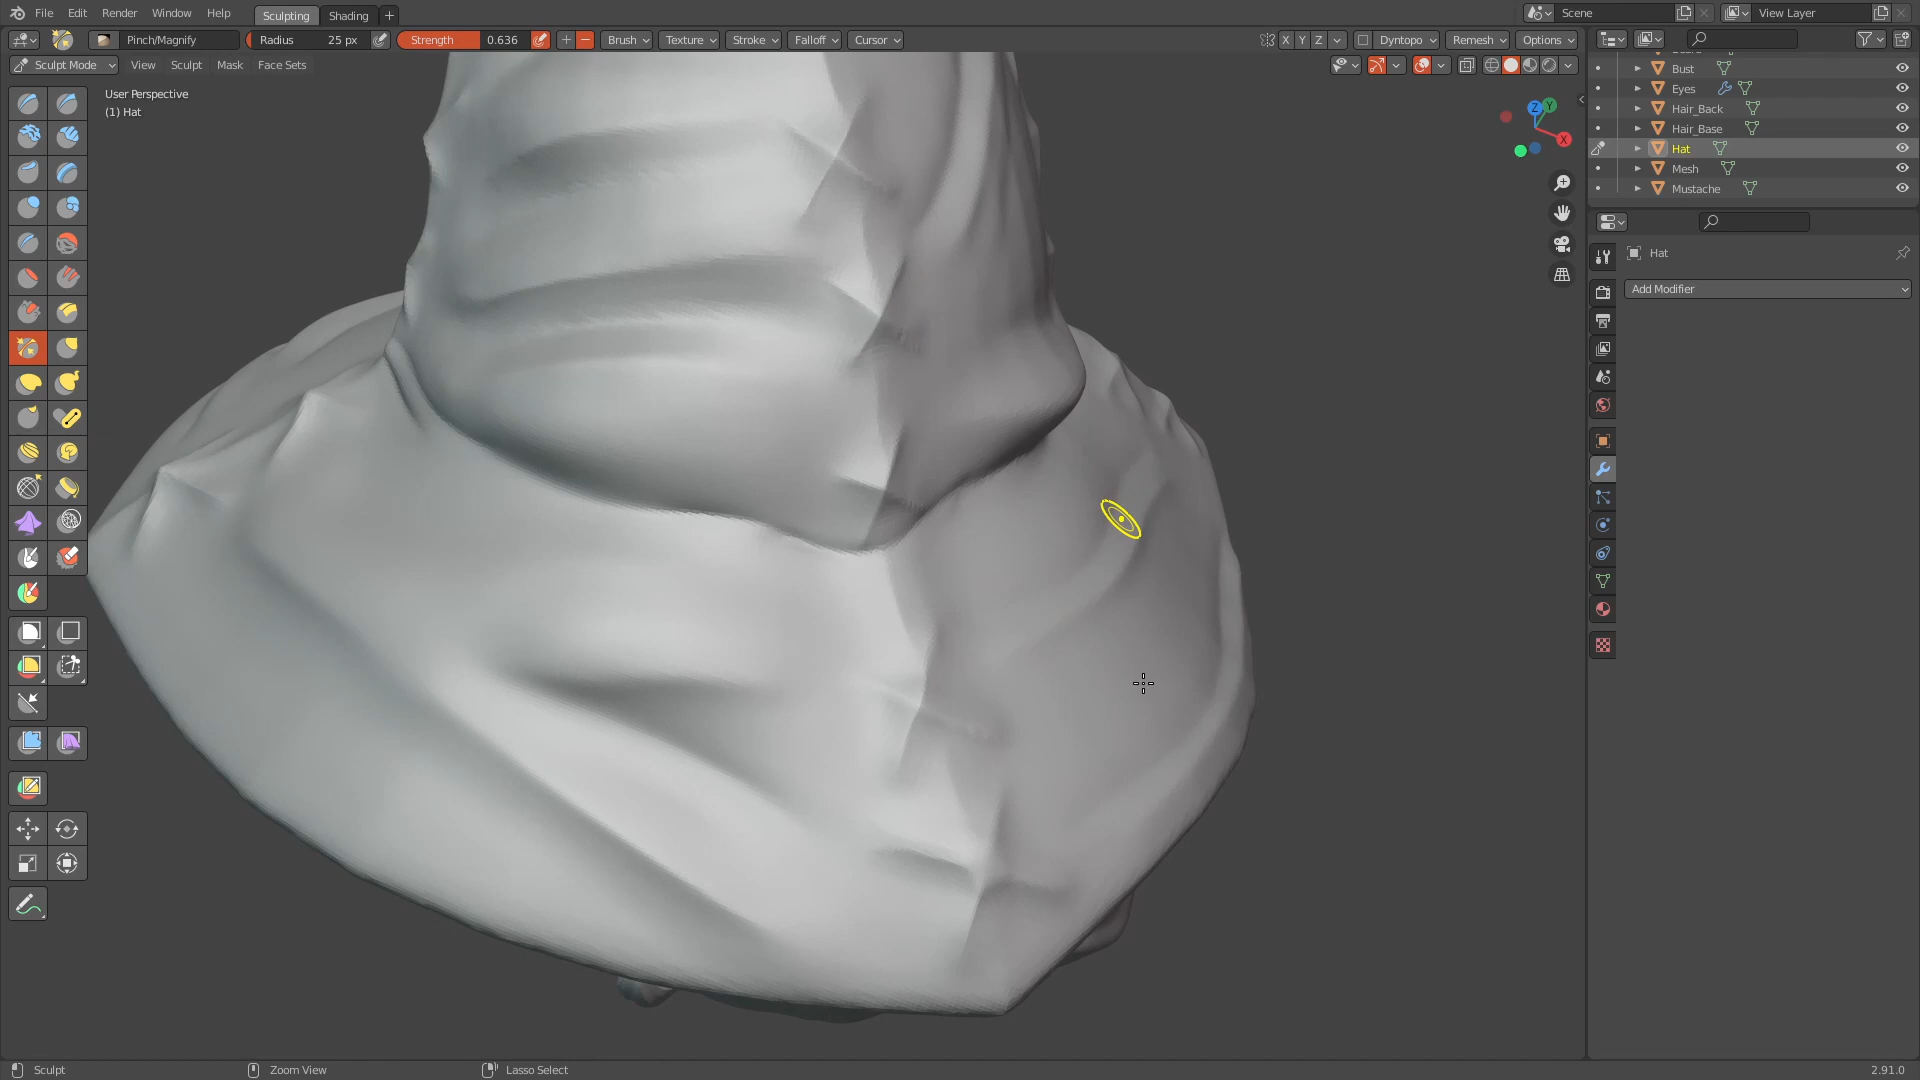 File Edit Render Window Help Sculpting Shading + Scene View Layer
Pinch/Magnify Radius 25 px Strength 0.636 Brush Texture Stroke Falloff Cursor X Y Z Dyntopo Remesh Options
Sculpt Mode View Sculpt Mask Face Sets
User Perspective
(1) Hat
Z Y
X
Bust
Eyes
Hair_Back
Hair_Base
Hat
Mesh
Mustache
Hat
Add Modifier
Sculpt Zoom View Lasso Select 2.91.0